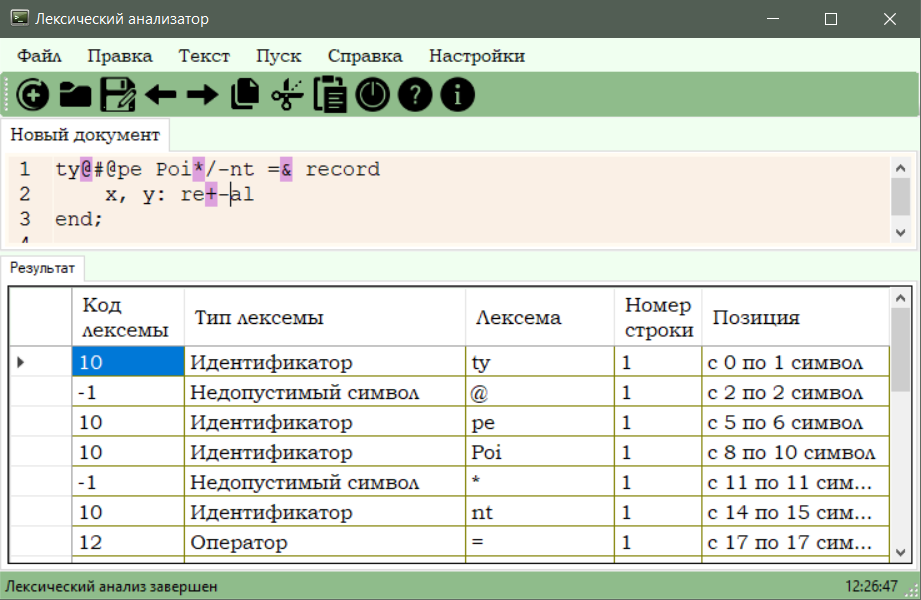 Лексический анализатор
Файл Правка Текст Пуск Справка Настройки
Новый документ
1 ty@#@pe Poi*/-nt =& record
2 x, y: re+-al
3 end;
4
Результат
Код лексемы Тип лексемы Лексема Номер строки Позиция
10 Идентификатор ty 1 с 0 по 1 символ
-1 Недопустимый символ @ 1 с 2 по 2 символ
10 Идентификатор pe 1 с 5 по 6 символ
10 Идентификатор Poi 1 с 8 по 10 символ
-1 Недопустимый символ * 1 с 11 по 11 сим...
10 Идентификатор nt 1 с 14 по 15 сим...
12 Оператор = 1 с 17 по 17 сим...
Лексический анализ завершен 12:26:47